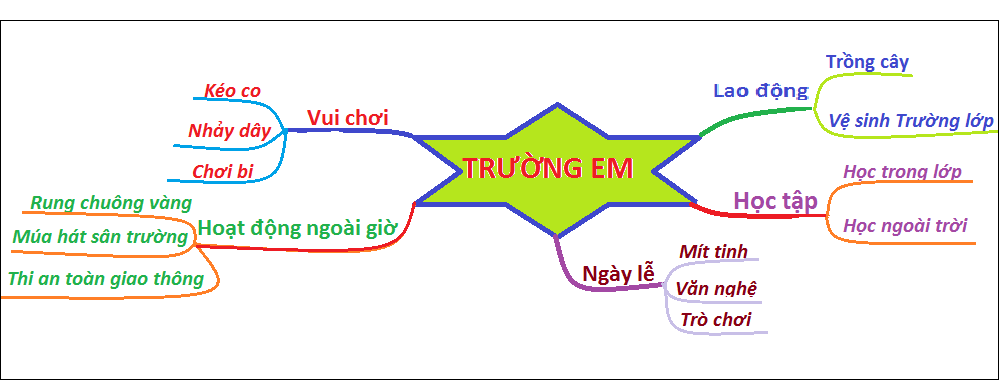 TRƯỜNG EM
Vui chơi
Kéo co
Nhảy dây
Chơi bi
Hoạt động ngoài giờ
Rung chuông vàng
Múa hát sân trường
Thi an toàn giao thông
Lao động
Trồng cây
Vệ sinh Trường lớp
Học tập
Học trong lớp
Học ngoài trời
Ngày lễ
Mít tinh
Văn nghệ
Trò chơi